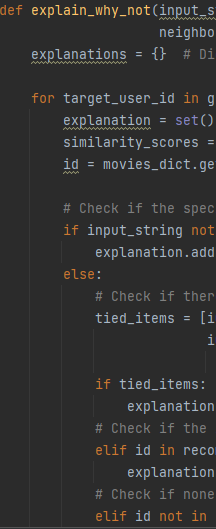 def explain_why_not(input_s
neighbo
explanations = {}  # Di
for target_user_id in g
explanation = set()
similarity_scores =
id = movies_dict.ge
# Check if the spec
if input_string not
explanation.add
else:
# Check if ther
tied_items = [i
i
if tied_items:
explanation
# Check if the
elif id in reco
explanation
# Check if none
elif id not in